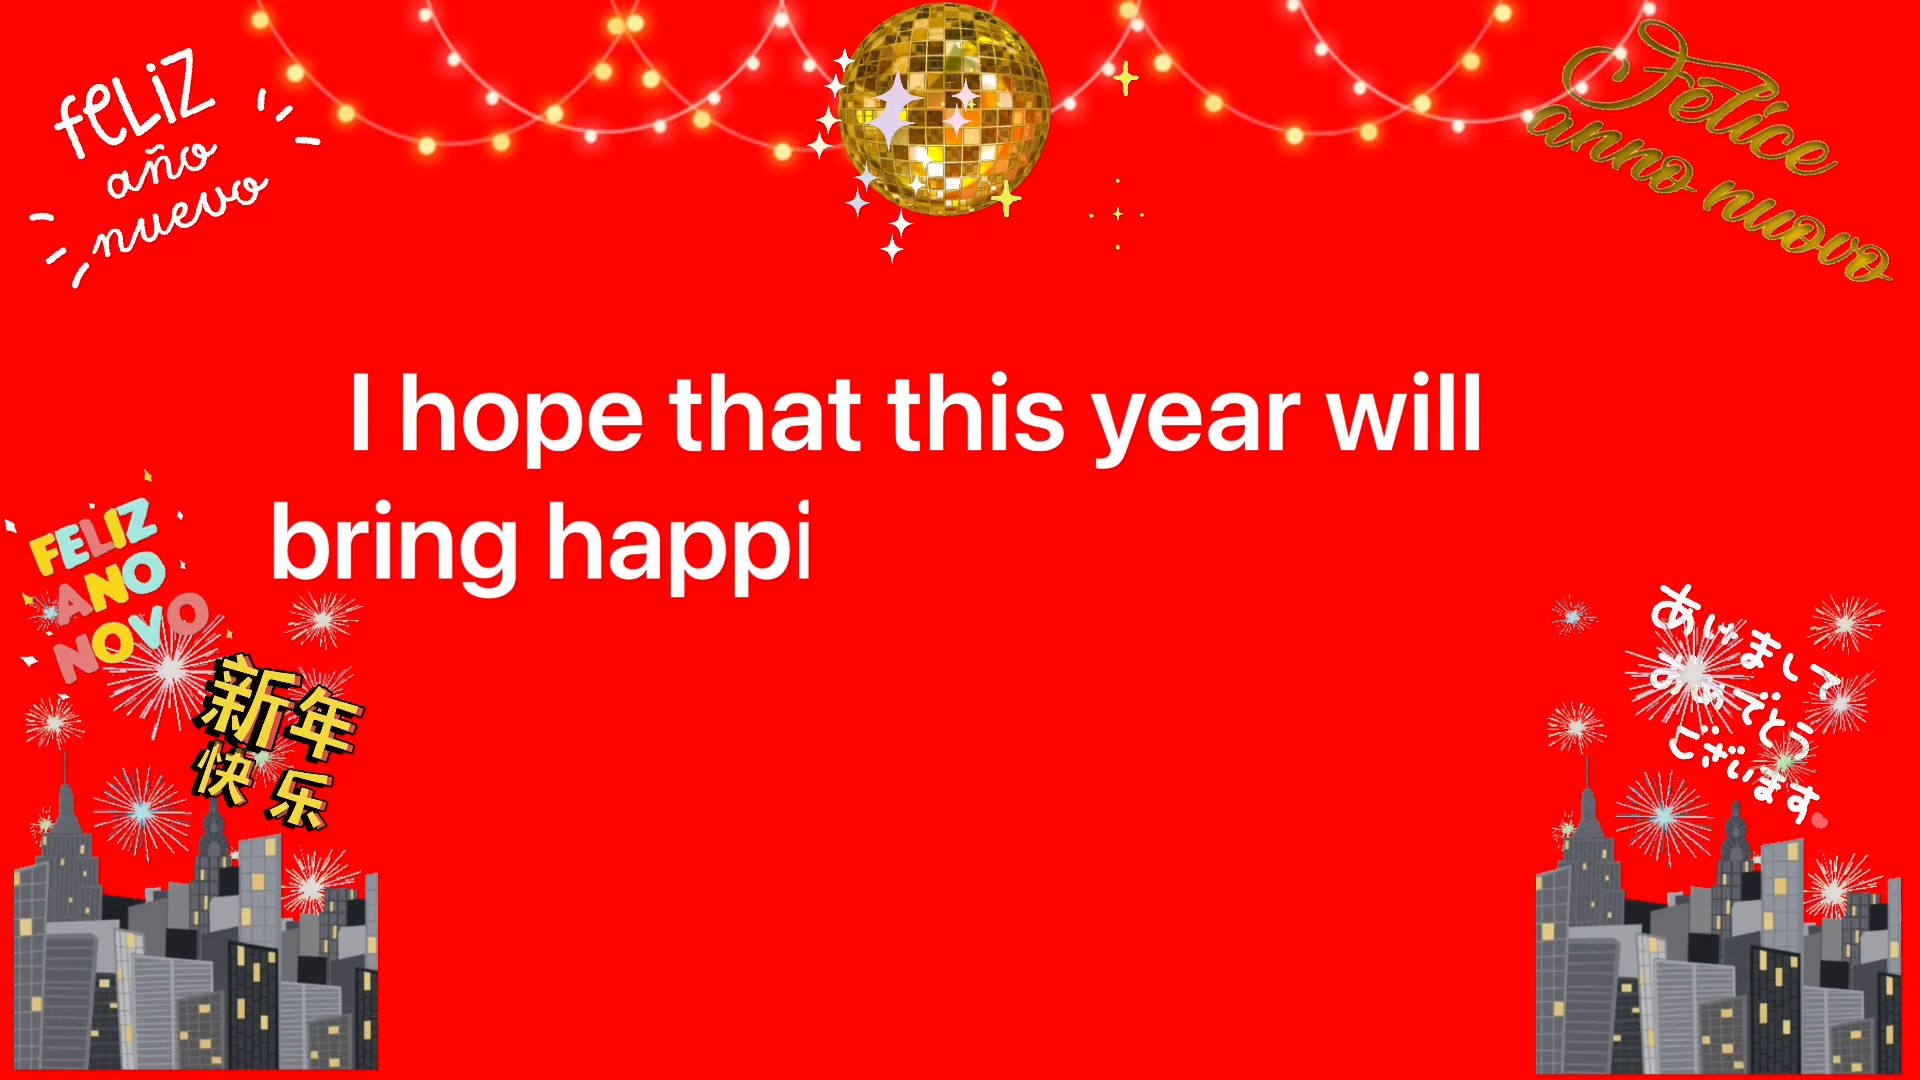 feliz
año
nuevo
Felice
anno nuovo
I hope that this year will
bring happi
FELIZ
ANO
NOVO
新年
快乐
あけまして
おめでとう
ございます